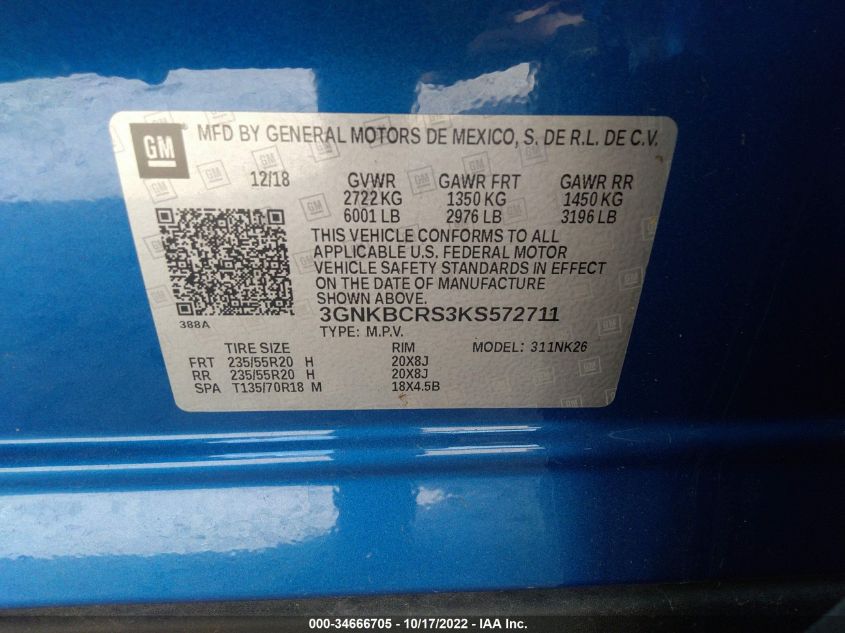 GM
MFD BY GENERAL MOTORS DE MEXICO, S. DE R.L. DE C.V.
12/18 GVWR GAWR FRT GAWR RR
2722 KG 1350 KG 1450 KG
6001 LB 2976 LB 3196 LB
THIS VEHICLE CONFORMS TO ALL
APPLICABLE U.S. FEDERAL MOTOR
VEHICLE SAFETY STANDARDS IN EFFECT
ON THE DATE OF MANUFACTURE
SHOWN ABOVE.
3GNKBCRS3KS572711
388A
TYPE: M.P.V.
TIRE SIZE RIM MODEL: 311NK26
FRT 235/55R20 H 20X8J
RR 235/55R20 H 20X8J
SPA T135/70R18 M 18X4.5B
000-34666705 - 10/17/2022 - IAA Inc.